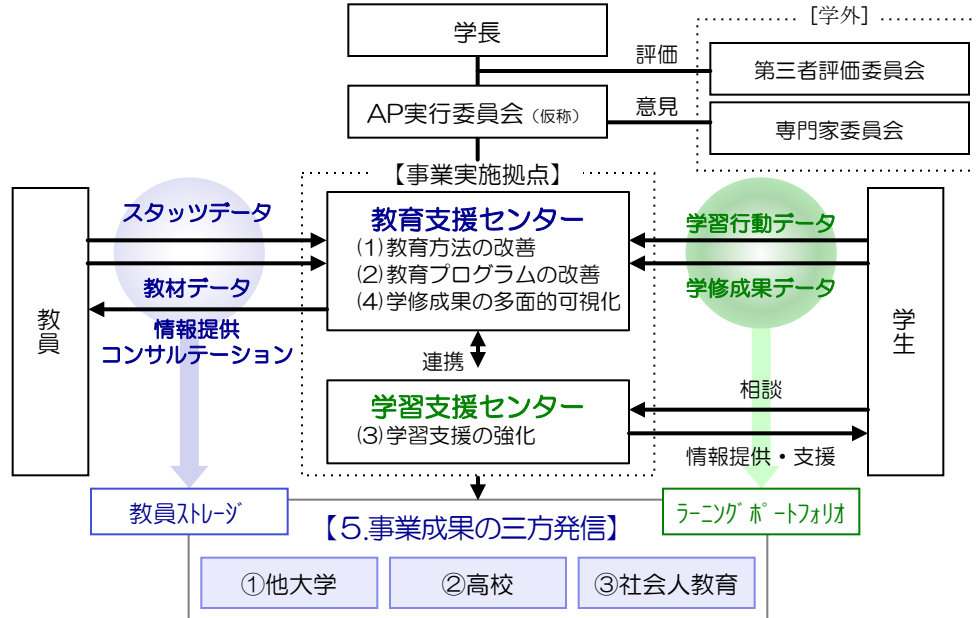 [学外]
学長
評価
第三者評価委員会
AP実行委員会(仮称)
意見
専門家委員会
【事業実施拠点】
スタッツデータ
教育支援センター
学習行動データ
(1)教育方法の改善
(2)教育プログラムの改善
教材データ
(4)学修成果の多面的可視化
学修成果データ
教員
情報提供
コンサルテーション
学生
連携
学習支援センター
相談
(3)学習支援の強化
情報提供・支援
教員ストレージ
【5.事業成果の三方発信】
ラーニングポートフォリオ
①他大学
②高校
③社会人教育